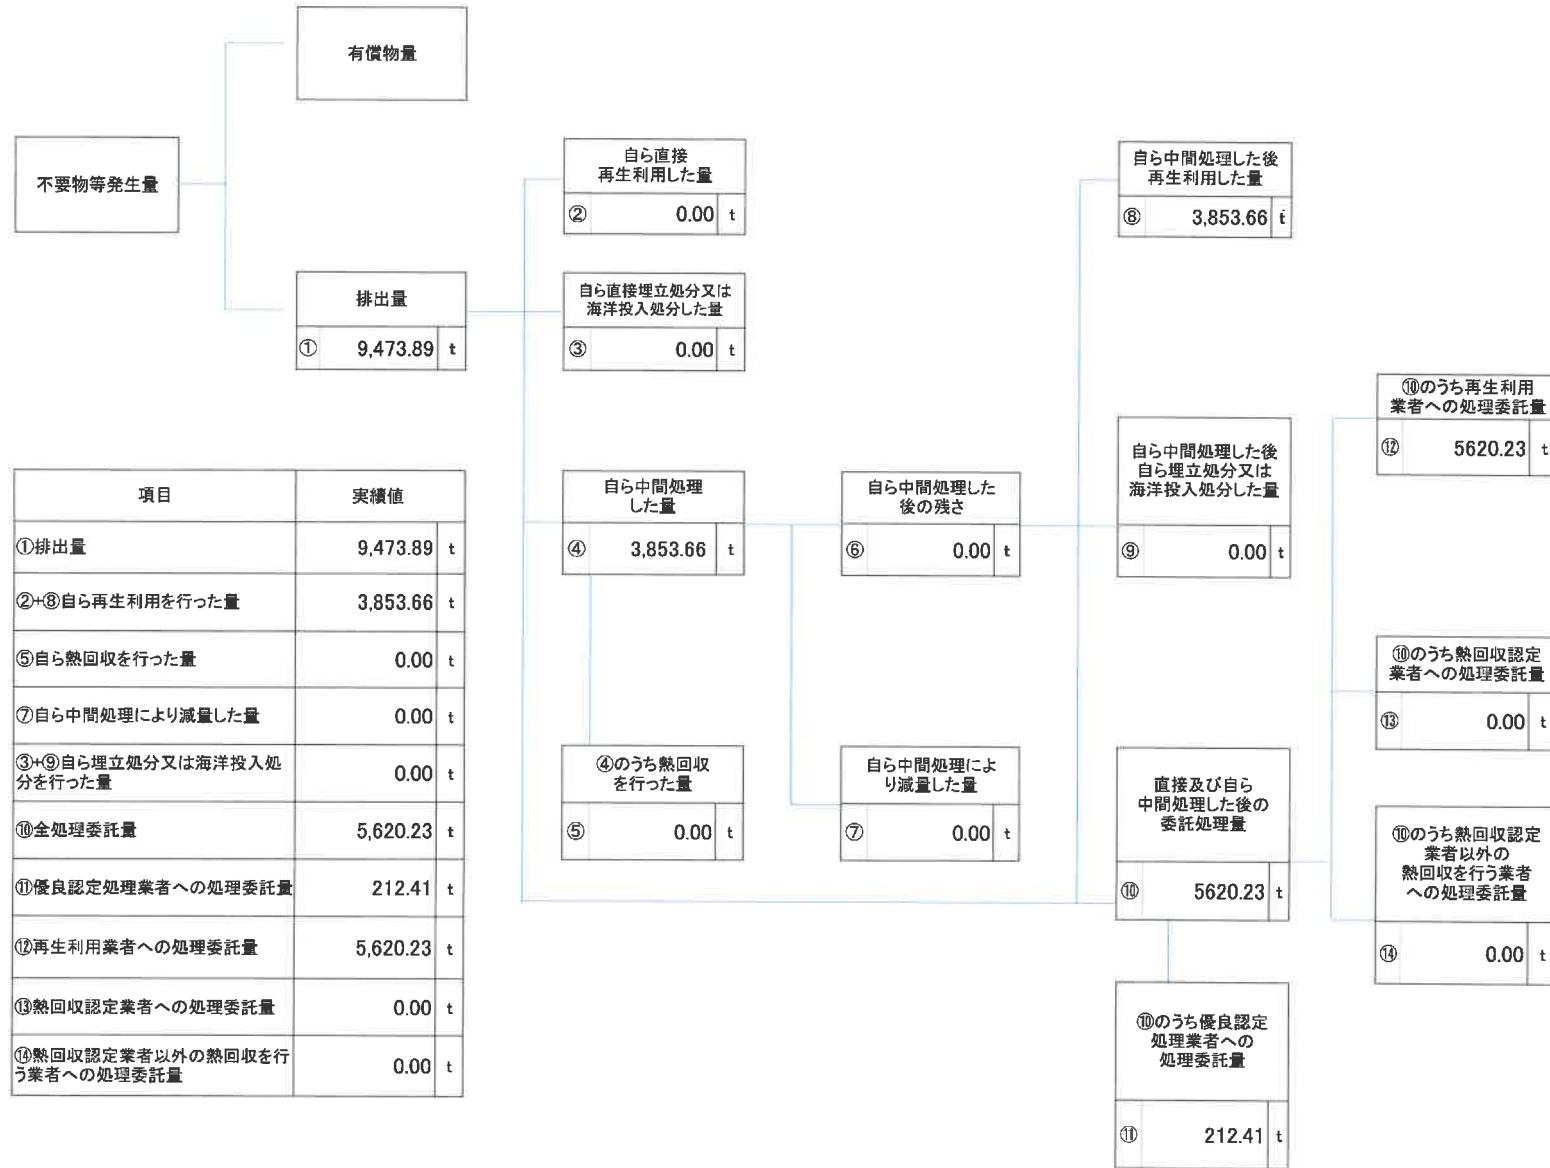 有償物量
不要物等発生量
排出量
① 9,473.89 t
自ら直接
再生利用した量
② 0.00 t
自ら直接埋立処分又は
海洋投入処分した量
③ 0.00 t
自ら中間処理
した量
④ 3,853.66 t
④のうち熱回収
を行った量
⑤ 0.00 t
自ら中間処理した
後の残さ
⑥ 0.00 t
自ら中間処理によ
り減量した量
⑦ 0.00 t
自ら中間処理した後
再生利用した量
⑧ 3,853.66 t
自ら中間処理した後
自ら埋立処分又は
海洋投入処分した量
⑨ 0.00 t
直接及び自ら
中間処理した後の
委託処理量
⑩ 5620.23 t
⑩のうち優良認定
処理業者への
処理委託量
⑪ 212.41 t
⑩のうち再生利用
業者への処理委託量
⑫ 5620.23 t
⑩のうち熱回収認定
業者への処理委託量
⑬ 0.00 t
⑩のうち熱回収認定
業者以外の
熱回収を行う業者
への処理委託量
⑭ 0.00 t
項目 実績値
①排出量 9,473.89 t
②+⑧自ら再生利用を行った量 3,853.66 t
⑤自ら熱回収を行った量 0.00 t
⑦自ら中間処理により減量した量 0.00 t
③+⑨自ら埋立処分又は海洋投入処
分を行った量 0.00 t
⑩全処理委託量 5,620.23 t
⑪優良認定処理業者への処理委託量 212.41 t
⑫再生利用業者への処理委託量 5,620.23 t
⑬熱回収認定業者への処理委託量 0.00 t
⑭熱回収認定業者以外の熱回収を行
う業者への処理委託量 0.00 t